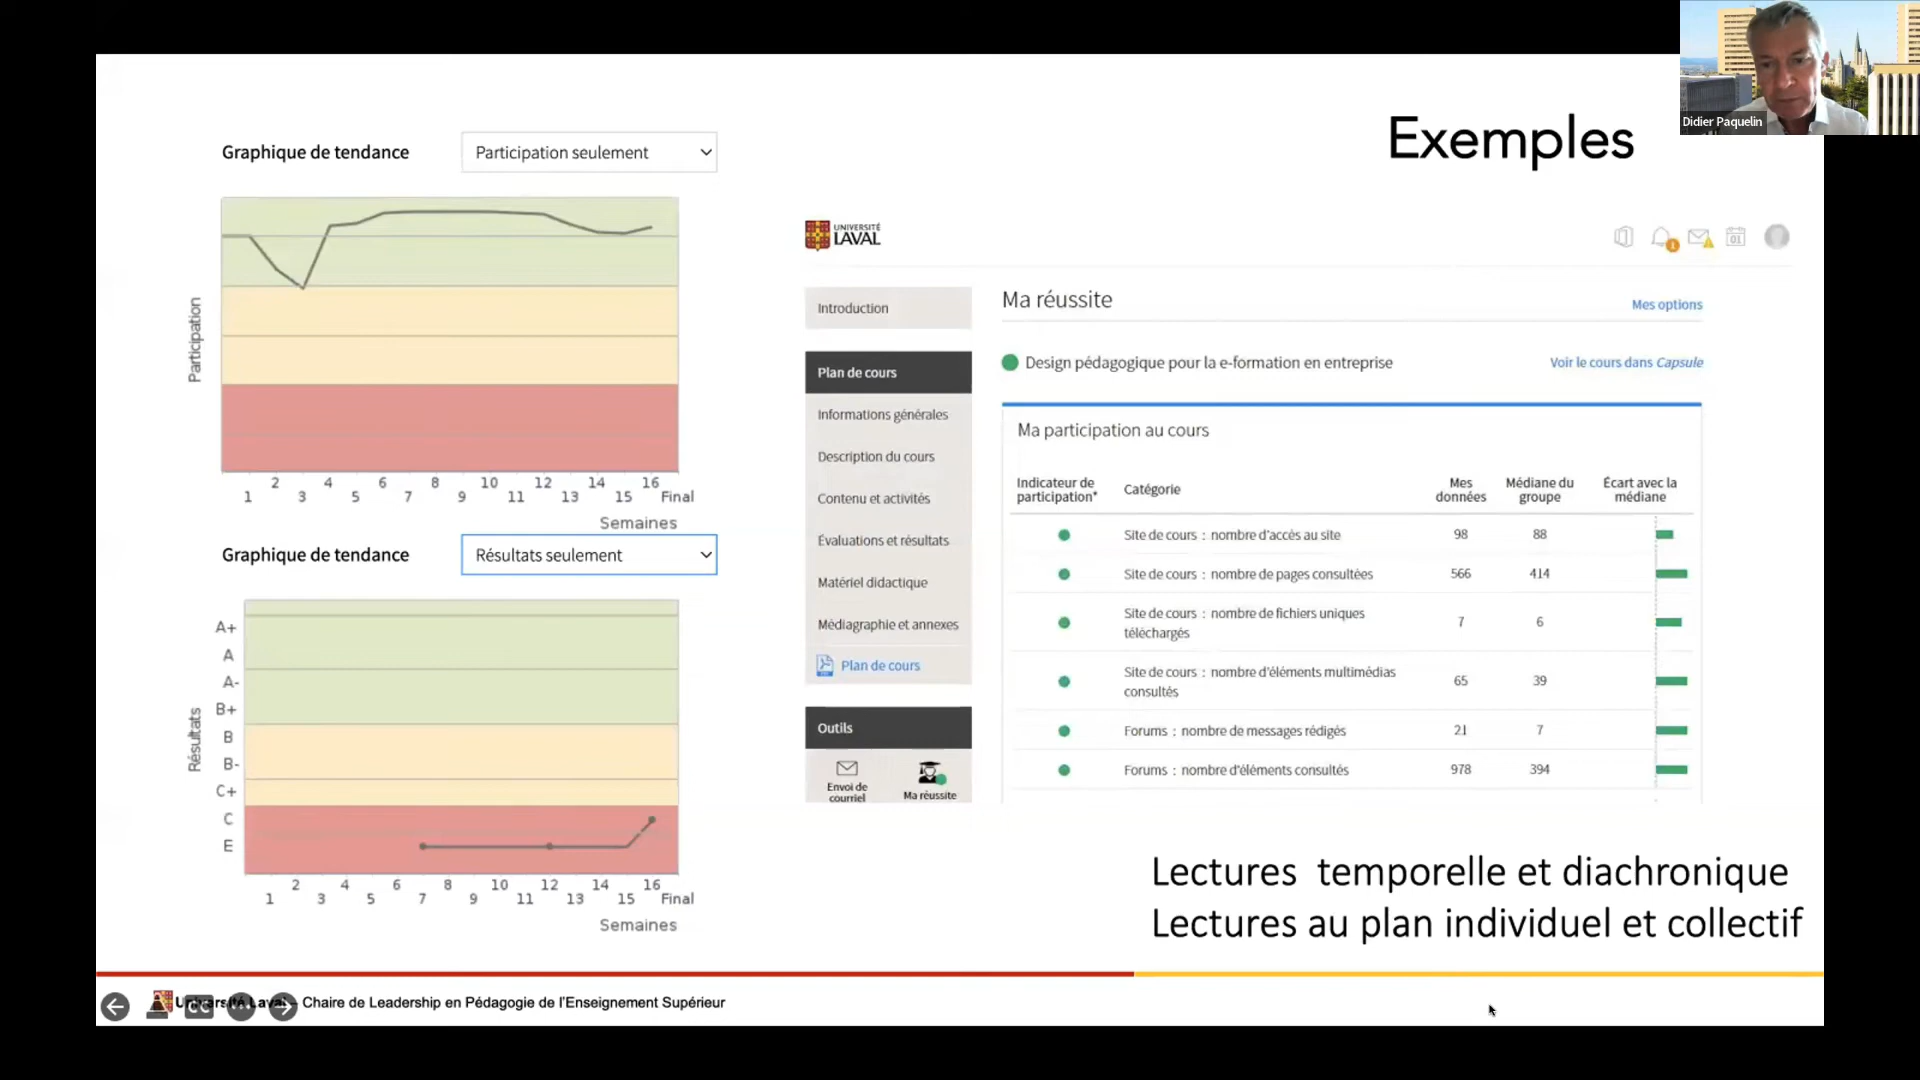 Didier Paquelin
Exemples
Graphique de tendance
Participation seulement
Participation
1 2 3 4 5 6 7 8 9 10 11 12 13 14 15 16 Final
Semaines
Graphique de tendance
Résultats seulement
Résultats
A+
A
A-
B+
B
B-
C+
C
E
1 2 3 4 5 6 7 8 9 10 11 12 13 14 15 16 Final
Semaines
UNIVERSITÉ
LAVAL
1
01
Introduction
Plan de cours
Informations générales
Description du cours
Contenu et activités
Évaluations et résultats
Matériel didactique
Médiagraphie et annexes
Plan de cours
Outils
Envoi de
courriel
Ma réussite
Ma réussite
Mes options
Design pédagogique pour la e-formation en entreprise
Voir le cours dans Capsule
Ma participation au cours
Indicateur de
participation*
Catégorie
Mes
données
Médiane du
groupe
Écart avec la
médiane
Site de cours : nombre d'accès au site 98 88
Site de cours : nombre de pages consultées 566 414
Site de cours : nombre de fichiers uniques
téléchargés 7 6
Site de cours : nombre d'éléments multimédias
consultés 65 39
Forums : nombre de messages rédigés 21 7
Forums : nombre d'éléments consultés 978 394
Lectures temporelle et diachronique
Lectures au plan individuel et collectif
Université Laval – Chaire de Leadership en Pédagogie de l'Enseignement Supérieur
CC